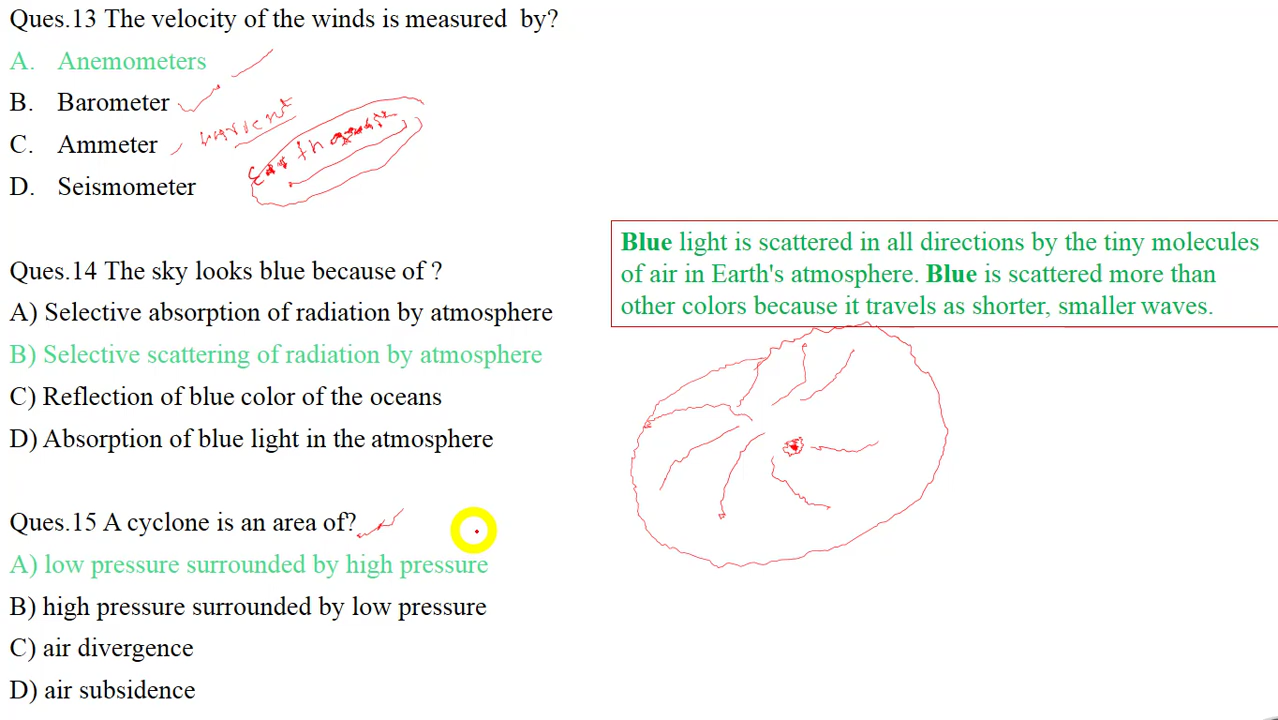 Ques.13 The velocity of the winds is measured by?
A. Anemometers
B. Barometer
C. Ammeter
D. Seismometer
Earthquake
Ques.14 The sky looks blue because of ?
A) Selective absorption of radiation by atmosphere
B) Selective scattering of radiation by atmosphere
C) Reflection of blue color of the oceans
D) Absorption of blue light in the atmosphere
Blue light is scattered in all directions by the tiny molecules
of air in Earth's atmosphere. Blue is scattered more than
other colors because it travels as shorter, smaller waves.
Ques.15 A cyclone is an area of?
A) low pressure surrounded by high pressure
B) high pressure surrounded by low pressure
C) air divergence
D) air subsidence